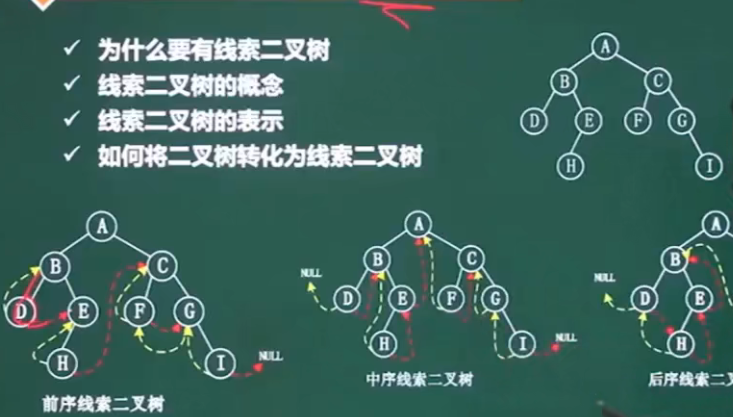 为什么要有线索二叉树
线索二叉树的概念
线索二叉树的表示
如何将二叉树转化为线索二叉树
A
B C
D E F G
H I
A
B C
D E F G
H I
NULL
前序线索二叉树
A
NULL B C
D E F G
H I NULL
中序线索二叉树
A
NULL B
D E
H
后序线索二